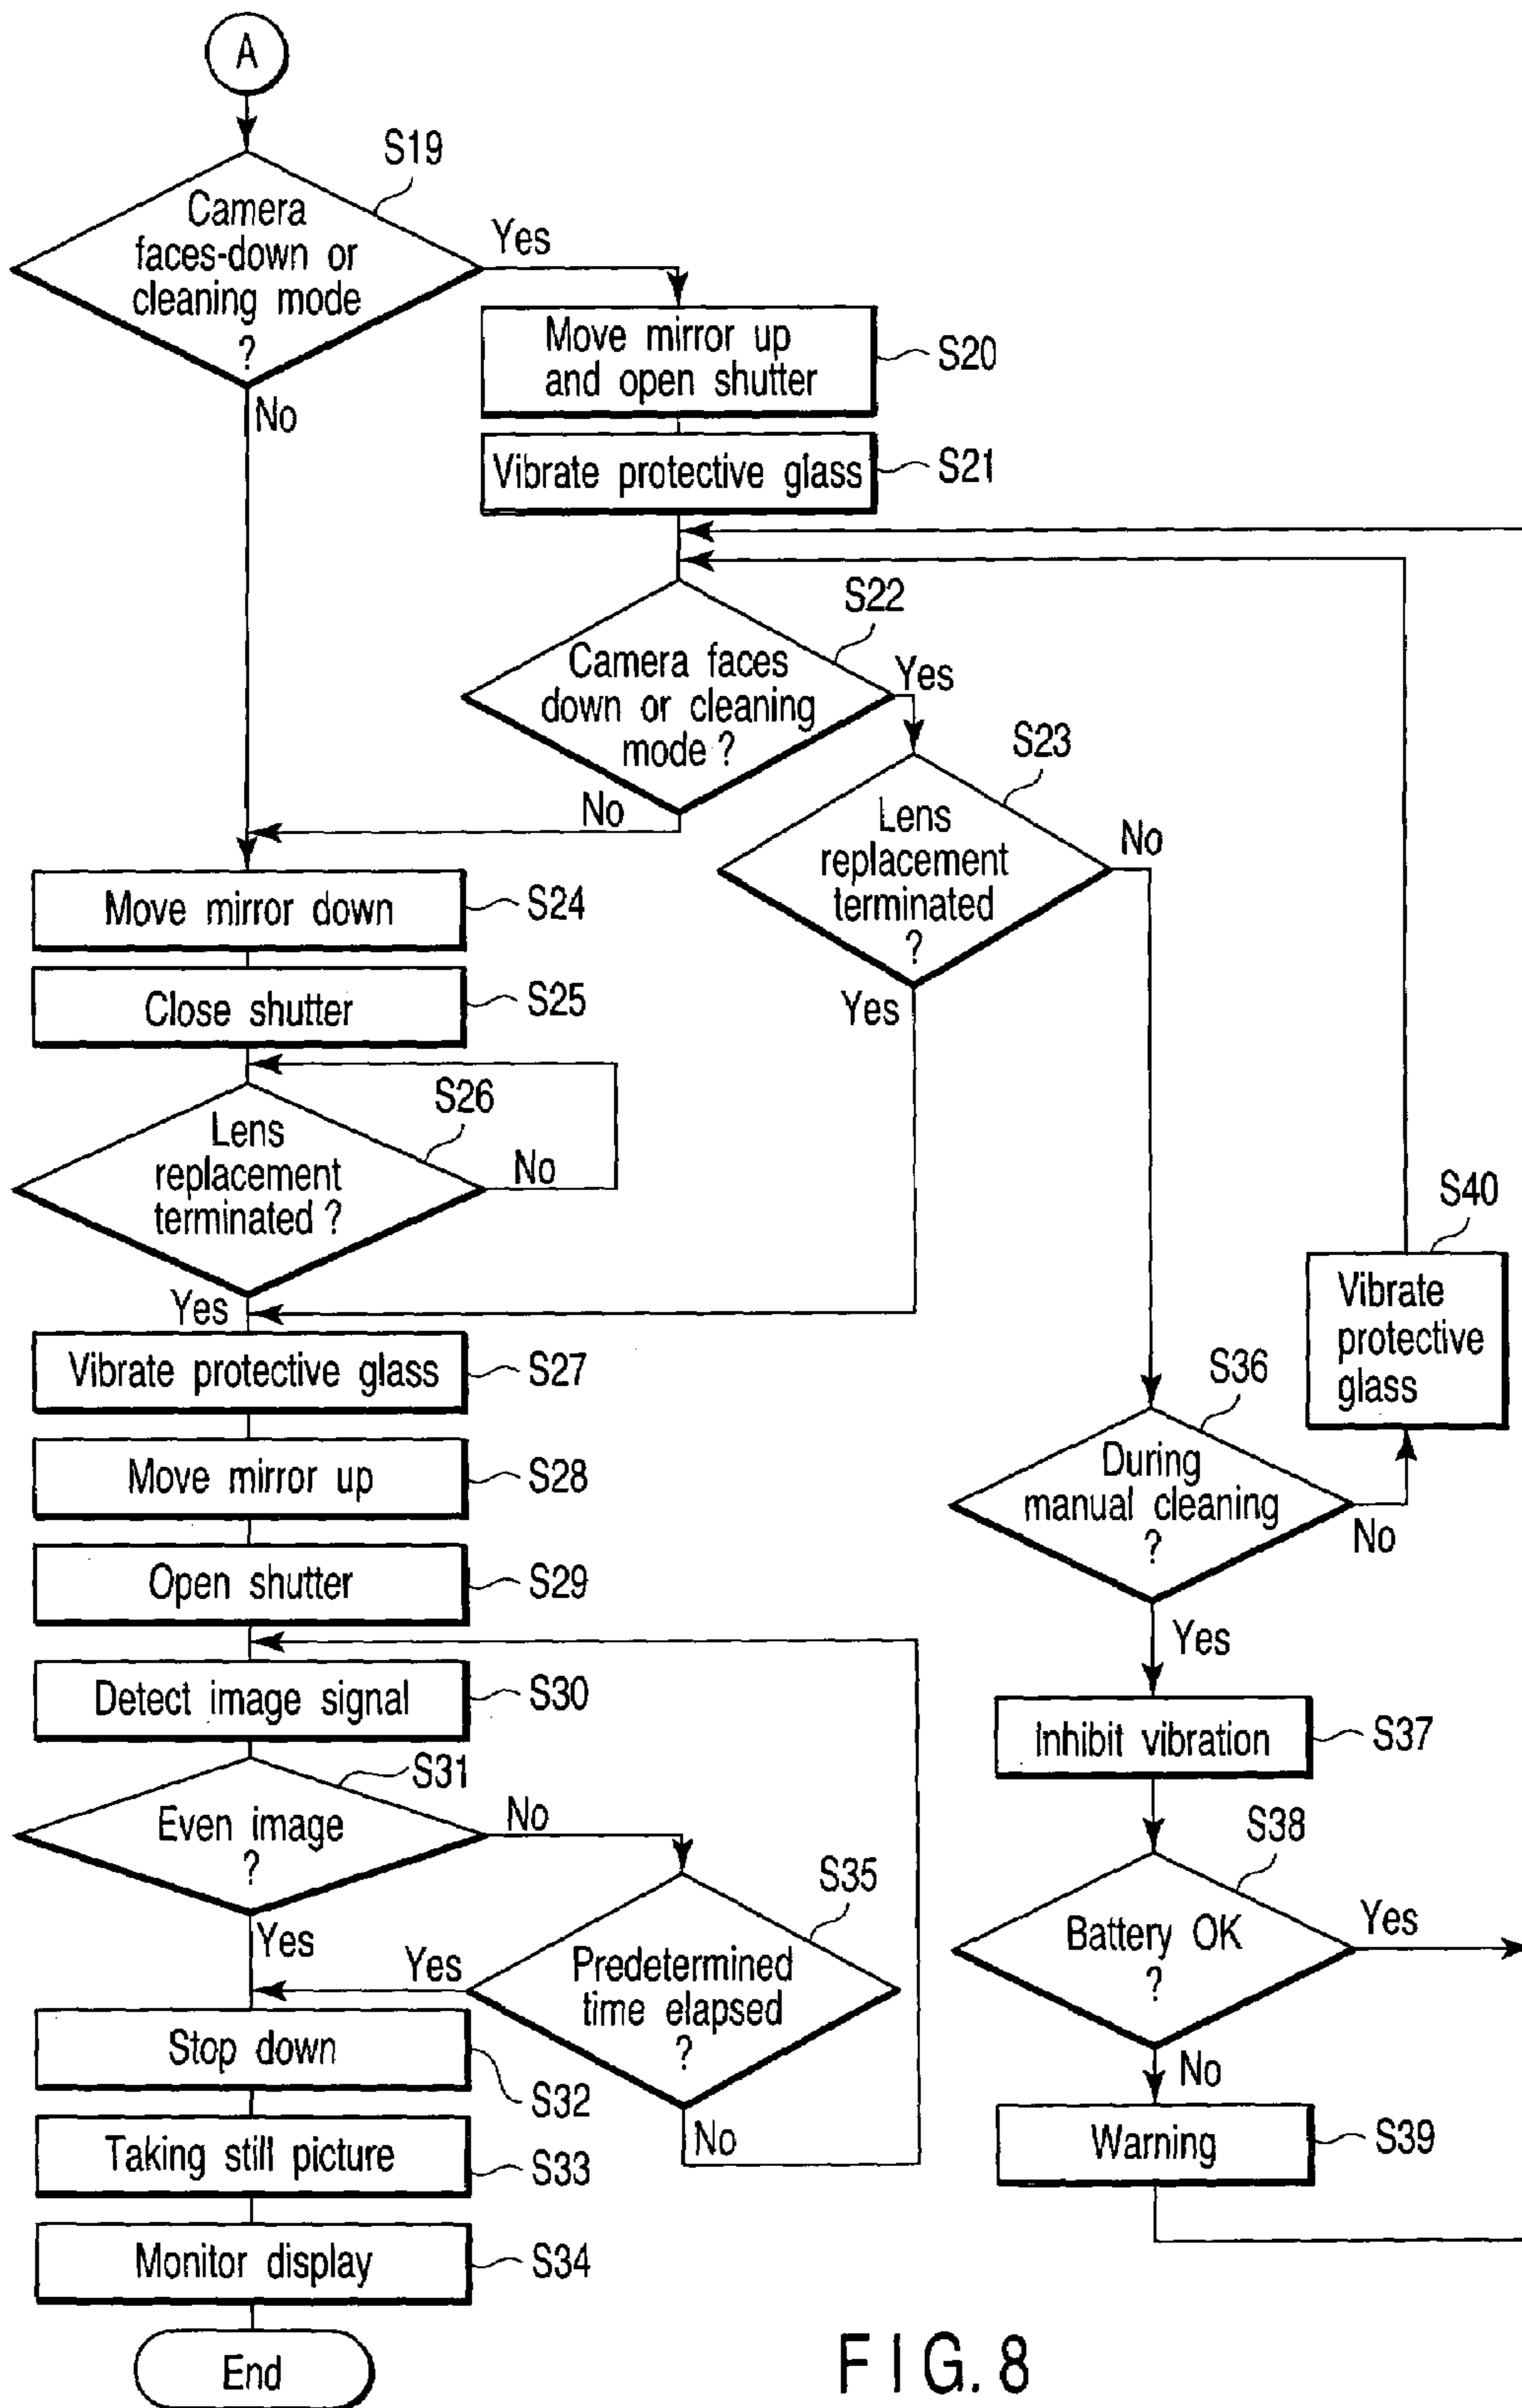 A
S19
Camera
faces-down or
cleaning mode
?
Yes
No
Move mirror up
and open shutter
S20
Vibrate protective glass
S21
S22
Camera faces
down or cleaning
mode ?
Yes
No
S23
Lens
replacement
terminated
?
No
Yes
Move mirror down
S24
Close shutter
S25
S26
Lens
replacement
terminated ?
No
Yes
Vibrate protective glass
S27
Move mirror up
S28
Open shutter
S29
Detect image signal
S30
S31
Even image
?
No
Yes
S35
Predetermined
time elapsed
?
Yes
No
Stop down
S32
Taking still picture
S33
Monitor display
S34
End
S36
During
manual cleaning
?
No
Yes
S40
Vibrate
protective
glass
Inhibit vibration
S37
S38
Battery OK
?
Yes
No
Warning
S39
FIG. 8